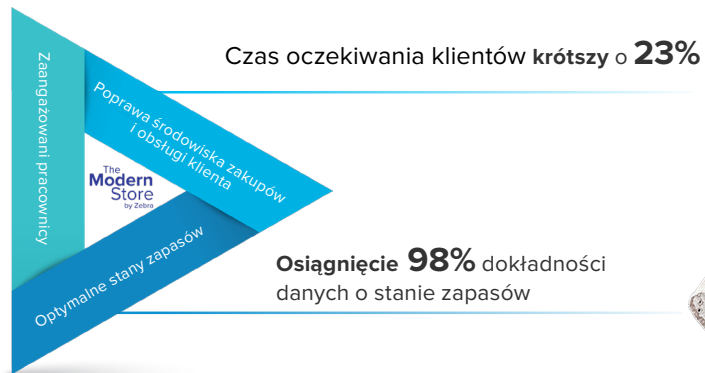 Czas oczekiwania klientów krótszy o 23%
Zaangażowani pracownicy
Poprawa środowiska zakupów
i obsługi klienta
The
Modern
Store
by Zebra
Optymalne stany zapasów
Osiągnięcie 98% dokładności
danych o stanie zapasów